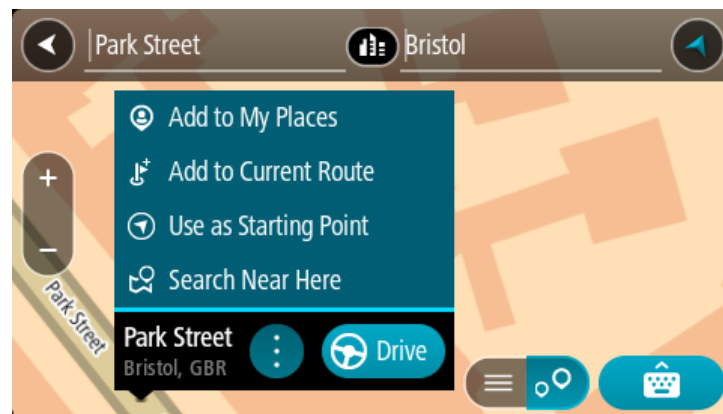 Park Street Bristol
Add to My Places
Add to Current Route
+
Use as Starting Point
–
Search Near Here
Park Street
Park Street
Drive
Bristol, GBR